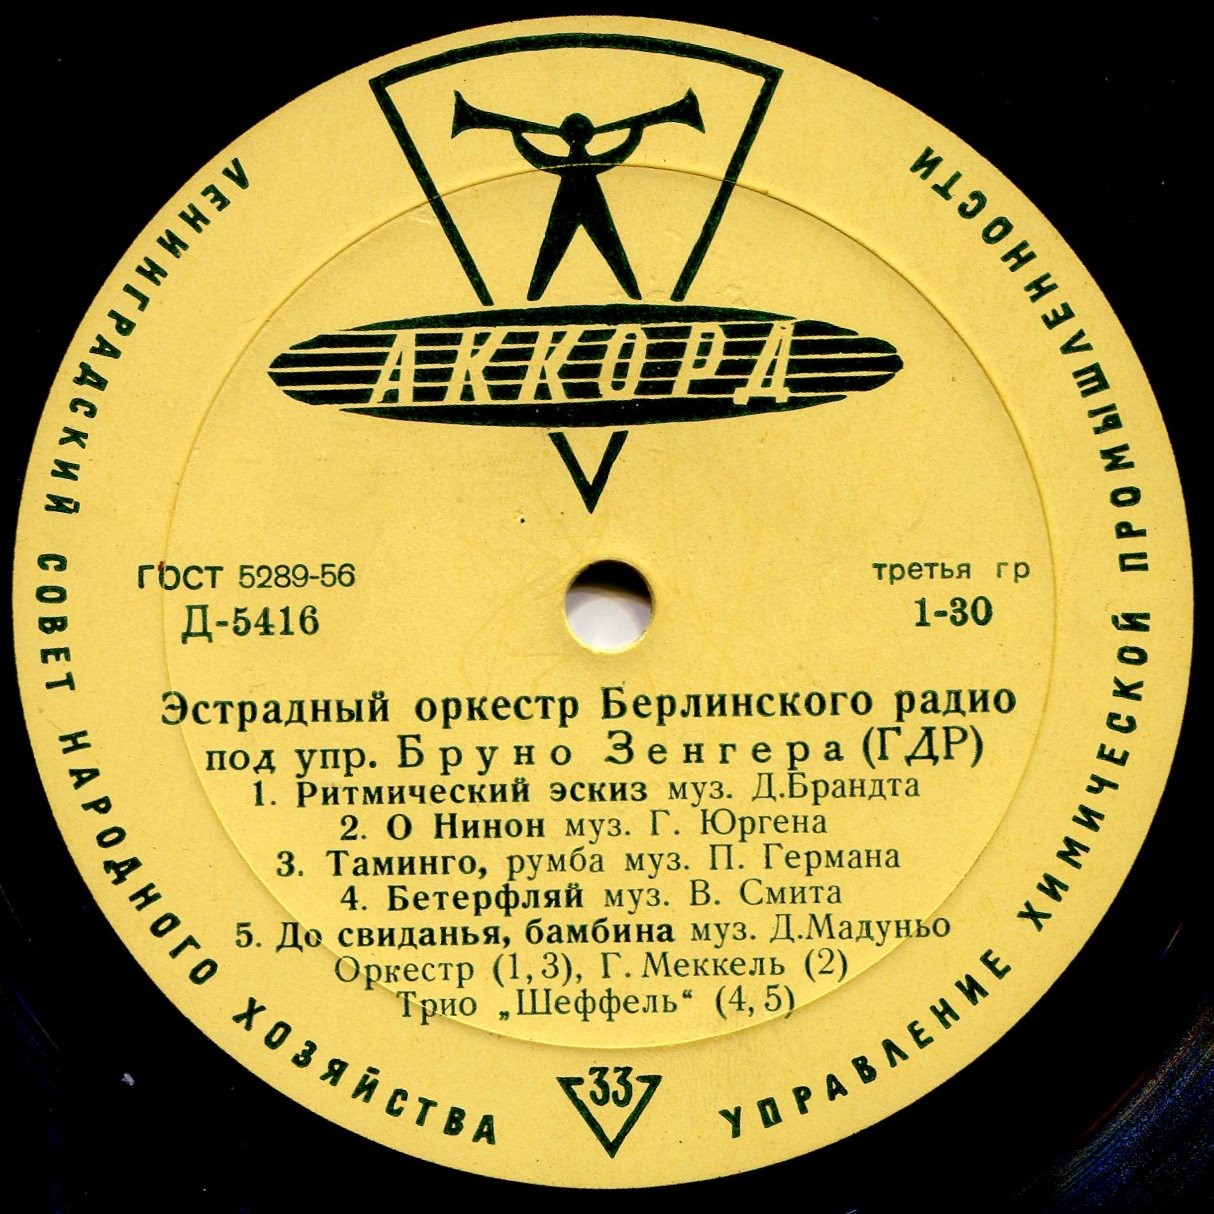 АККОРД
ЛЕНИНГРАДСКИЙ СОВЕТ НАРОДНОГО ХОЗЯЙСТВА
УПРАВЛЕНИЕ ХИМИЧЕСКОЙ ПРОМЫШЛЕННОСТИ
ГОСТ 5289-56
третья гр
Д-5416
1-30
Эстрадный оркестр Берлинского радио
под упр. Бруно Зенгера (ГДР)
1. Ритмический эскиз муз. Д.Брандта
2. О Нинон муз. Г. Юргена
3. Таминго, румба муз. П. Германа
4. Бетерфляй муз. В. Смита
5. До свиданья, бамбина муз. Д.Мадуньо
Оркестр (1,3), Г. Меккель (2)
Трио „Шеффель“ (4,5)
33